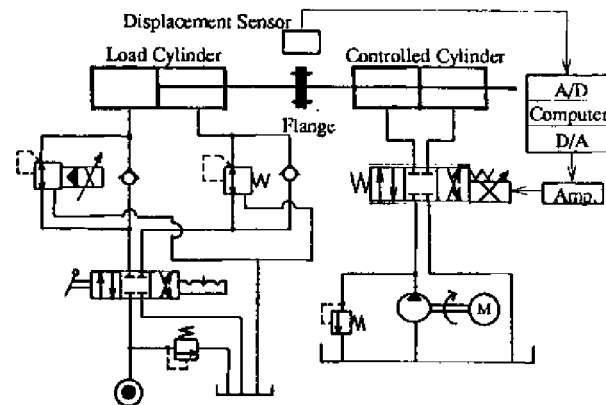 Displacement Sensor
Load Cylinder
Controlled Cylinder
Flange
A/D
Computer
D/A
Amp.
M